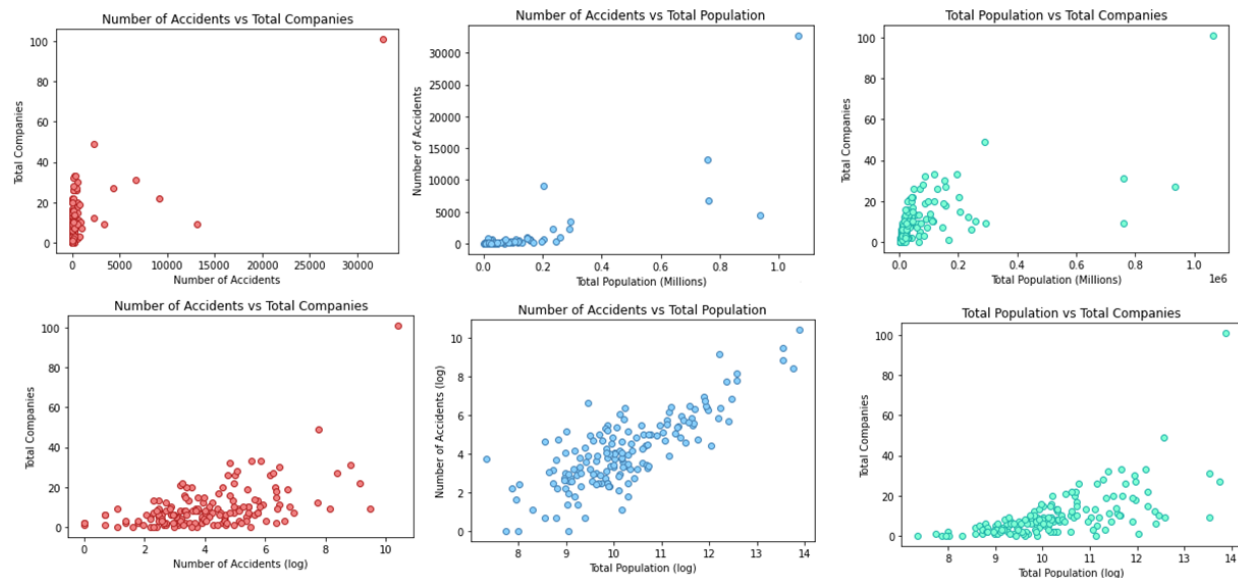 Number of Accidents vs Total Companies
Total Companies
100
80
60
40
20
0
0 5000 10000 15000 20000 25000 30000
Number of Accidents
Number of Accidents vs Total Population
Number of Accidents
30000
25000
20000
15000
10000
5000
0
0.0 0.2 0.4 0.6 0.8 1.0
Total Population (Millions)
1e6
Total Population vs Total Companies
Total Companies
100
80
60
40
20
0
0.0 0.2 0.4 0.6 0.8 1.0
1e6
Total Population (Millions)
Number of Accidents vs Total Companies
Total Companies
100
80
60
40
20
0
0 2 4 6 8 10
Number of Accidents (log)
Number of Accidents vs Total Population
Number of Accidents (log)
10
8
6
4
2
0
8 9 10 11 12 13 14
Total Population (log)
Total Population vs Total Companies
Total Companies
100
80
60
40
20
0
8 9 10 11 12 13 14
Total Population (log)